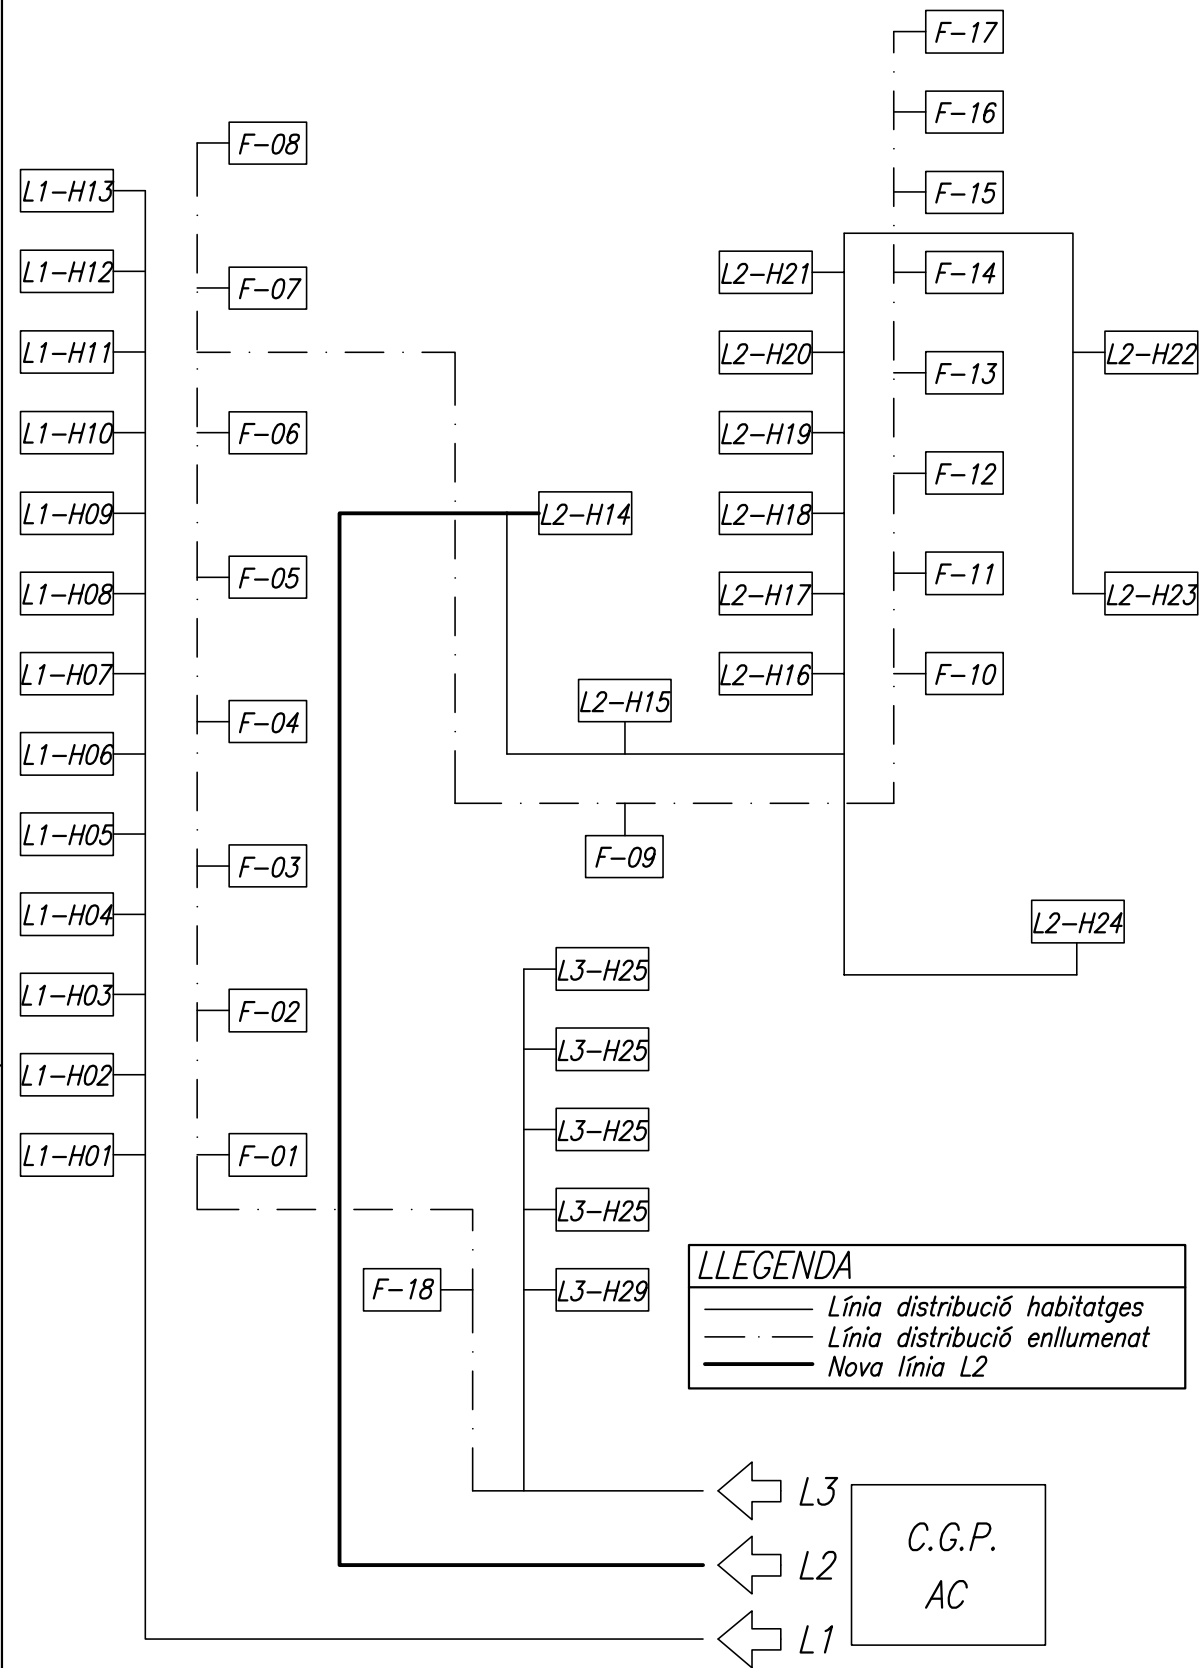 F-17
F-16
F-08
L1-H13
F-15
L1-H12
F-07
L2-H21
F-14
L1-H11
L2-H20
F-13
L2-H22
L1-H10
F-06
L2-H19
F-12
L1-H09
L2-H14
L2-H18
F-11
L1-H08
F-05
L2-H17
L2-H23
L1-H07
L2-H16
F-10
L2-H15
F-04
L1-H06
L1-H05
F-03
F-09
L1-H04
L2-H24
L3-H25
L1-H03
F-02
L3-H25
L1-H02
L3-H25
L1-H01
F-01
L3-H25
F-18
L3-H29
LLEGENDA
Línia distribució habitatges
Línia distribució enllumenat
Nova línia L2
L3
L2
L1
C.G.P.
AC